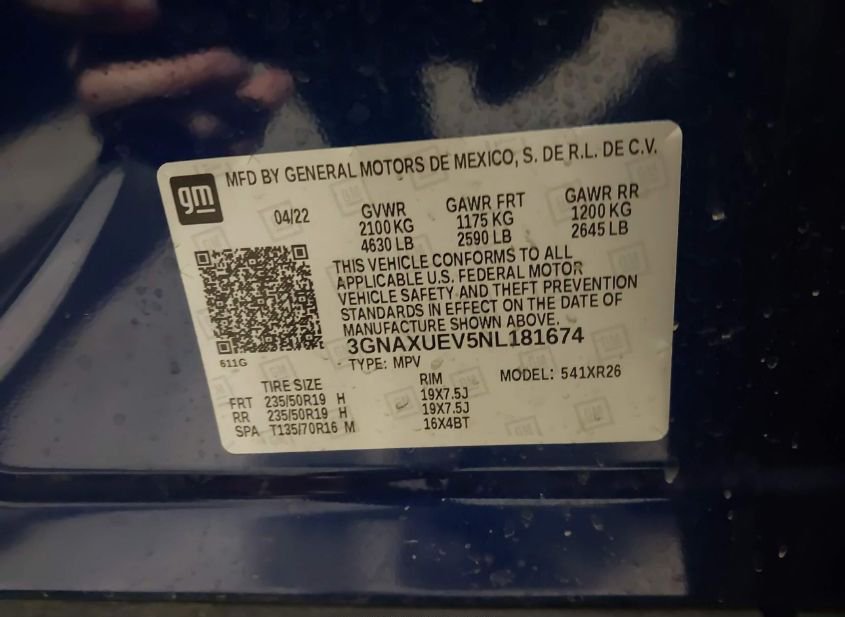 gm MFD BY GENERAL MOTORS DE MEXICO, S. DE R.L. DE C.V.
04/22 GVWR GAWR FRT GAWR RR
2100 KG 1175 KG 1200 KG
4630 LB 2590 LB 2645 LB
THIS VEHICLE CONFORMS TO ALL
APPLICABLE U.S. FEDERAL MOTOR
VEHICLE SAFETY AND THEFT PREVENTION
STANDARDS IN EFFECT ON THE DATE OF
MANUFACTURE SHOWN ABOVE.
3GNAXUEV5NL181674
611G
TYPE: MPV MODEL: 541XR26
TIRE SIZE RIM
FRT 235/50R19 H 19X7.5J
RR 235/50R19 H 19X7.5J
SPA T135/70R16 M 16X4BT